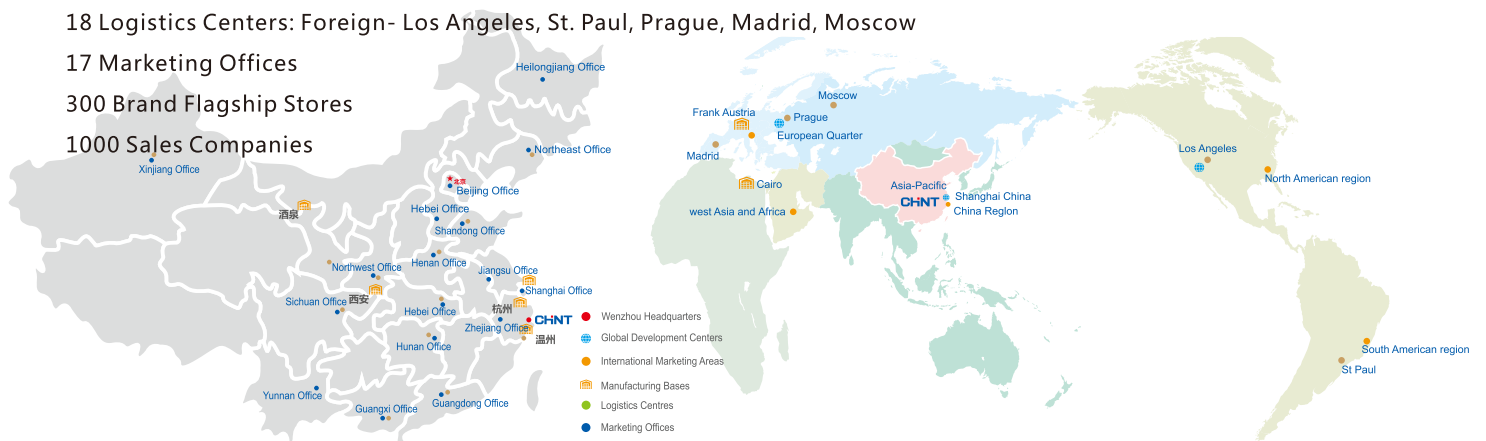 18 Logistics Centers: Foreign- Los Angeles, St. Paul, Prague, Madrid, Moscow
17 Marketing Offices
300 Brand Flagship Stores
1000 Sales Companies
Heilongjiang Office
Northeast Office
Xinjiang Office
北京
Beijing Office
酒泉
Hebei Office
Shandong Office
Henan Office
Northwest Office
Jiangsu Office
Shanghai Office
Sichuan Office
西安
Hebei Office
杭州
Zhejiang Office
CHINT
温州
Hunan Office
Yunnan Office
Guangxi Office
Guangdong Office
Wenzhou Headquarters
Global Development Centers
International Marketing Areas
Manufacturing Bases
Logistics Centres
Marketing Offices
Moscow
Frank Austria
Prague
European Quarter
Madrid
Cairo
west Asia and Africa
Asia-Pacific
CHINT
Shanghai China
China Reglon
Los Angeles
North American region
South American region
St Paul